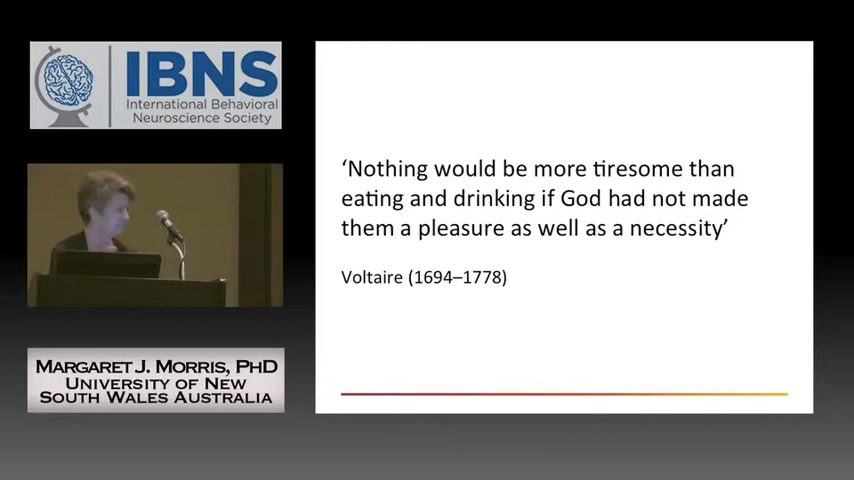 IBNS
International Behavioral
Neuroscience Society
‘Nothing would be more tiresome than
eating and drinking if God had not made
them a pleasure as well as a necessity’
Voltaire (1694–1778)
MARGARET J. MORRIS, PHD
UNIVERSITY OF NEW
SOUTH WALES AUSTRALIA